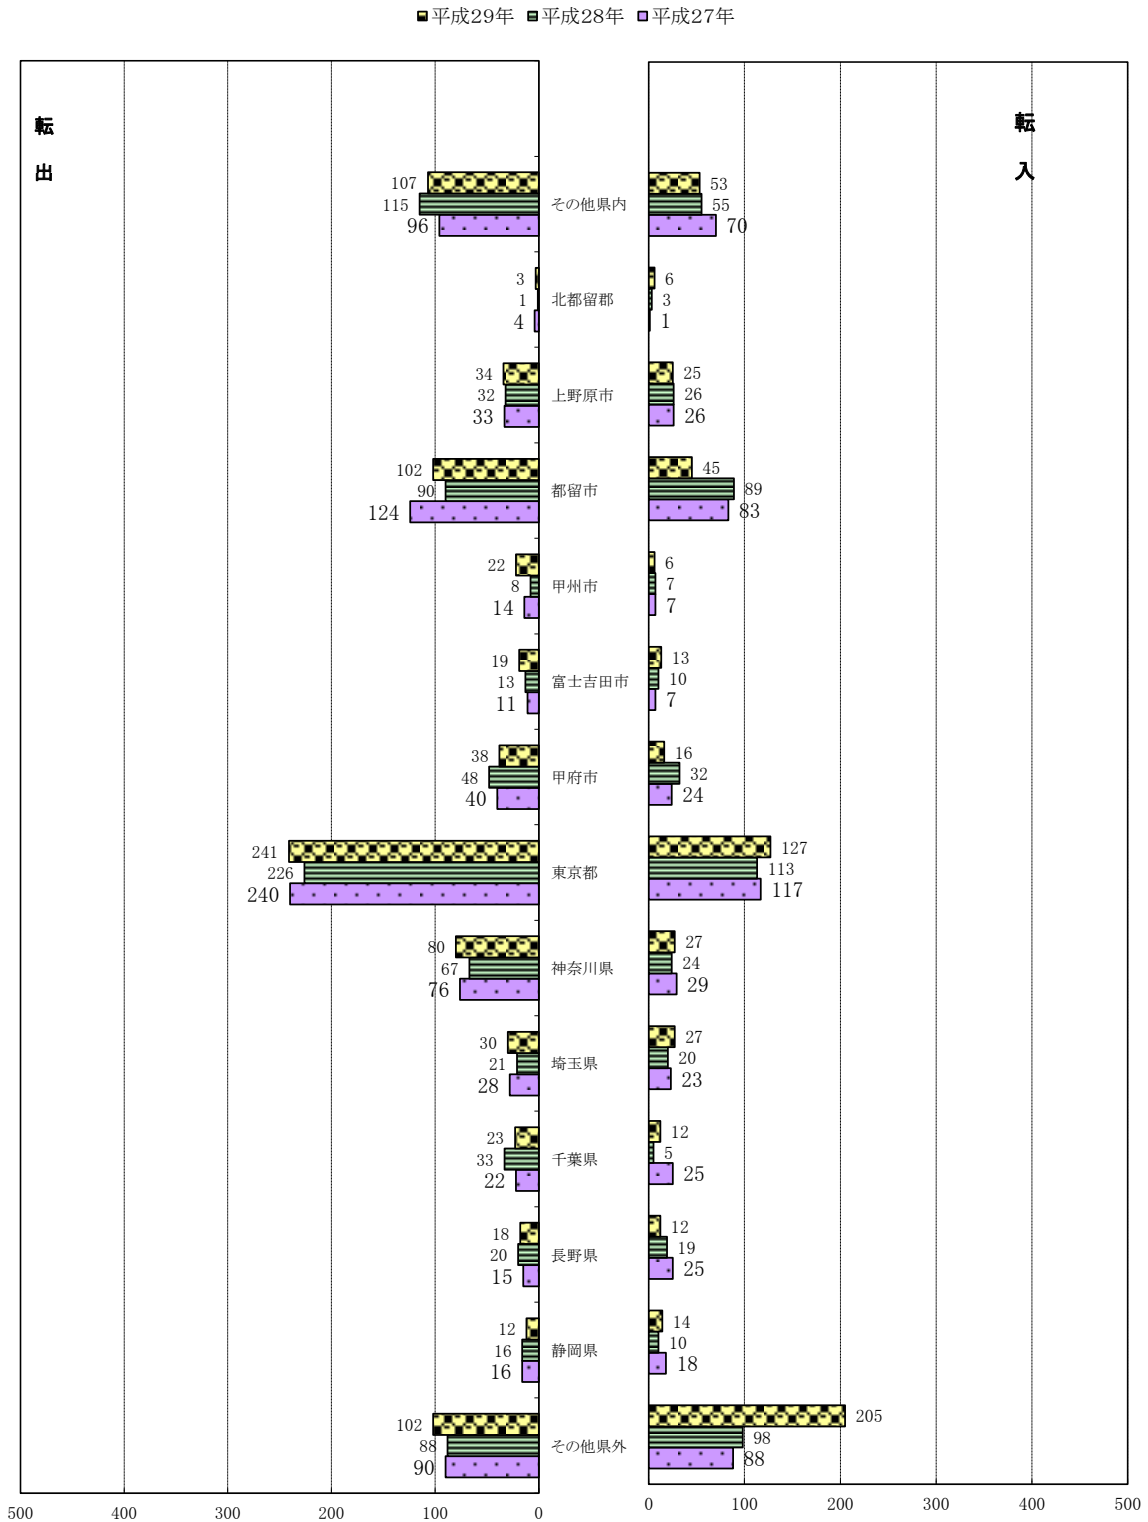 平成29年 平成28年 平成27年
転出
転入
107 その他県内 53
115 55
96 70
3 北都留郡 6
1 3
4 1
34 上野原市 25
32 26
33 26
102 都留市 45
90 89
124 83
22 甲州市 6
8 7
14 7
19 富士吉田市 13
13 10
11 7
38 甲府市 16
48 32
40 24
241 東京都 127
226 113
240 117
80 神奈川県 27
67 24
76 29
30 埼玉県 27
21 20
28 23
23 千葉県 12
33 5
22 25
18 長野県 12
20 19
15 25
12 静岡県 14
16 10
16 18
102 その他県外 205
88 98
90 88
500 400 300 200 100 0 0 100 200 300 400 500